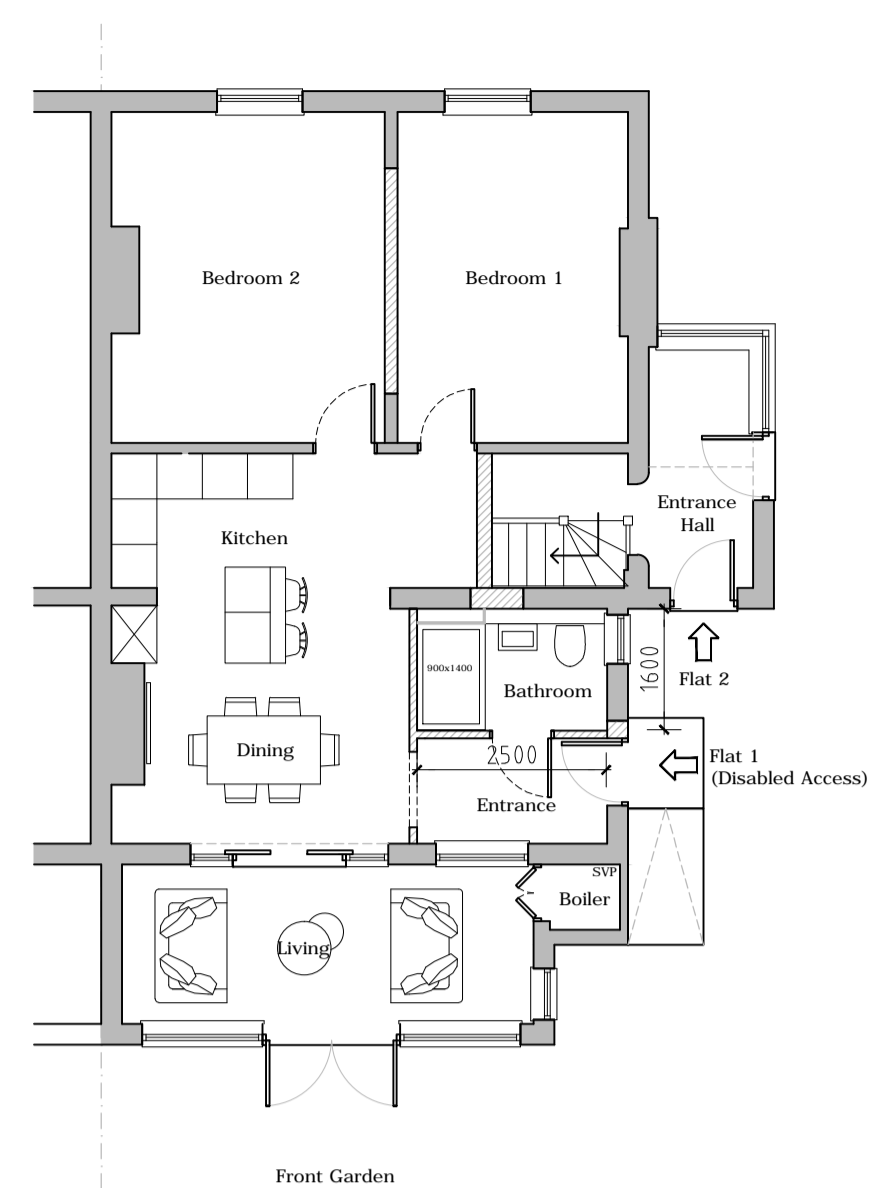 Bedroom 2
Bedroom 1
Entrance
Hall
Kitchen
900x1400
Bathroom
1600
Flat 2
Dining
2500
Flat 1
(Disabled Access)
Entrance
SVP
Boiler
Living
Front Garden